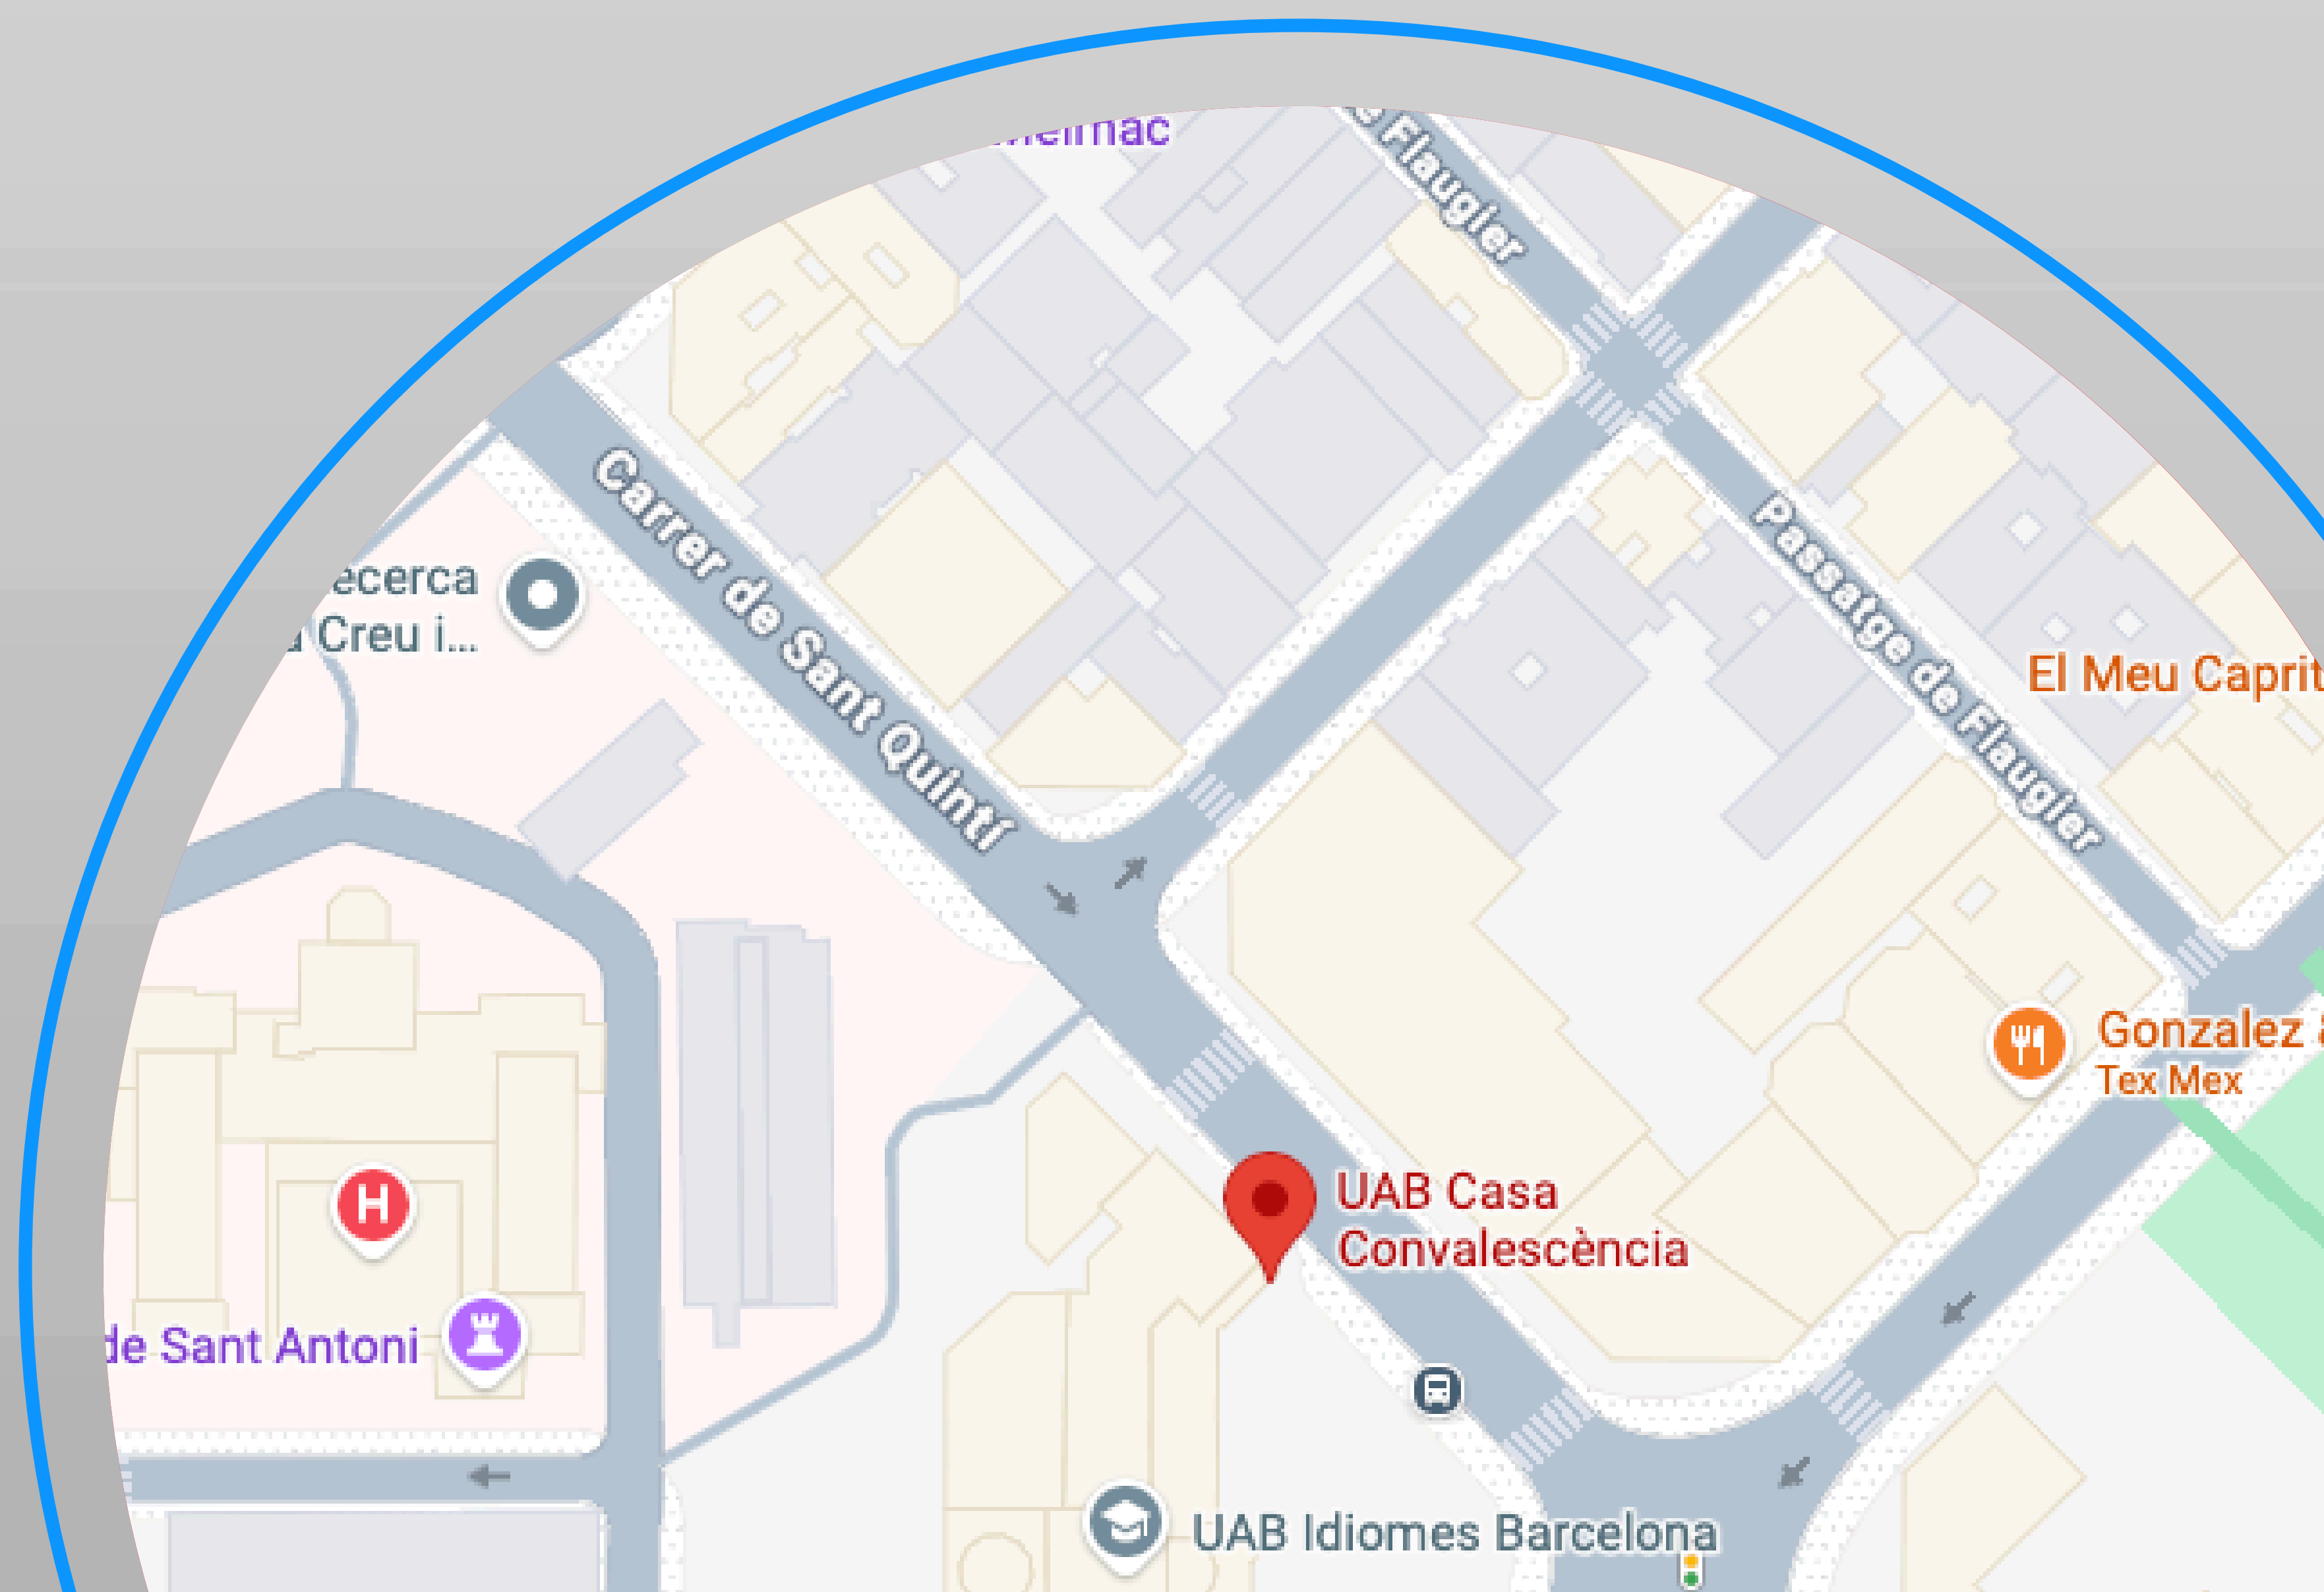 Flaugier
Carrer de Sant Quintí
Passatge de Flaugier
Creu i...
El Meu
Gonzalez
Tex Mex
UAB Casa
Convalescència
H
de Sant Antoni
UAB Idiomes Barcelona